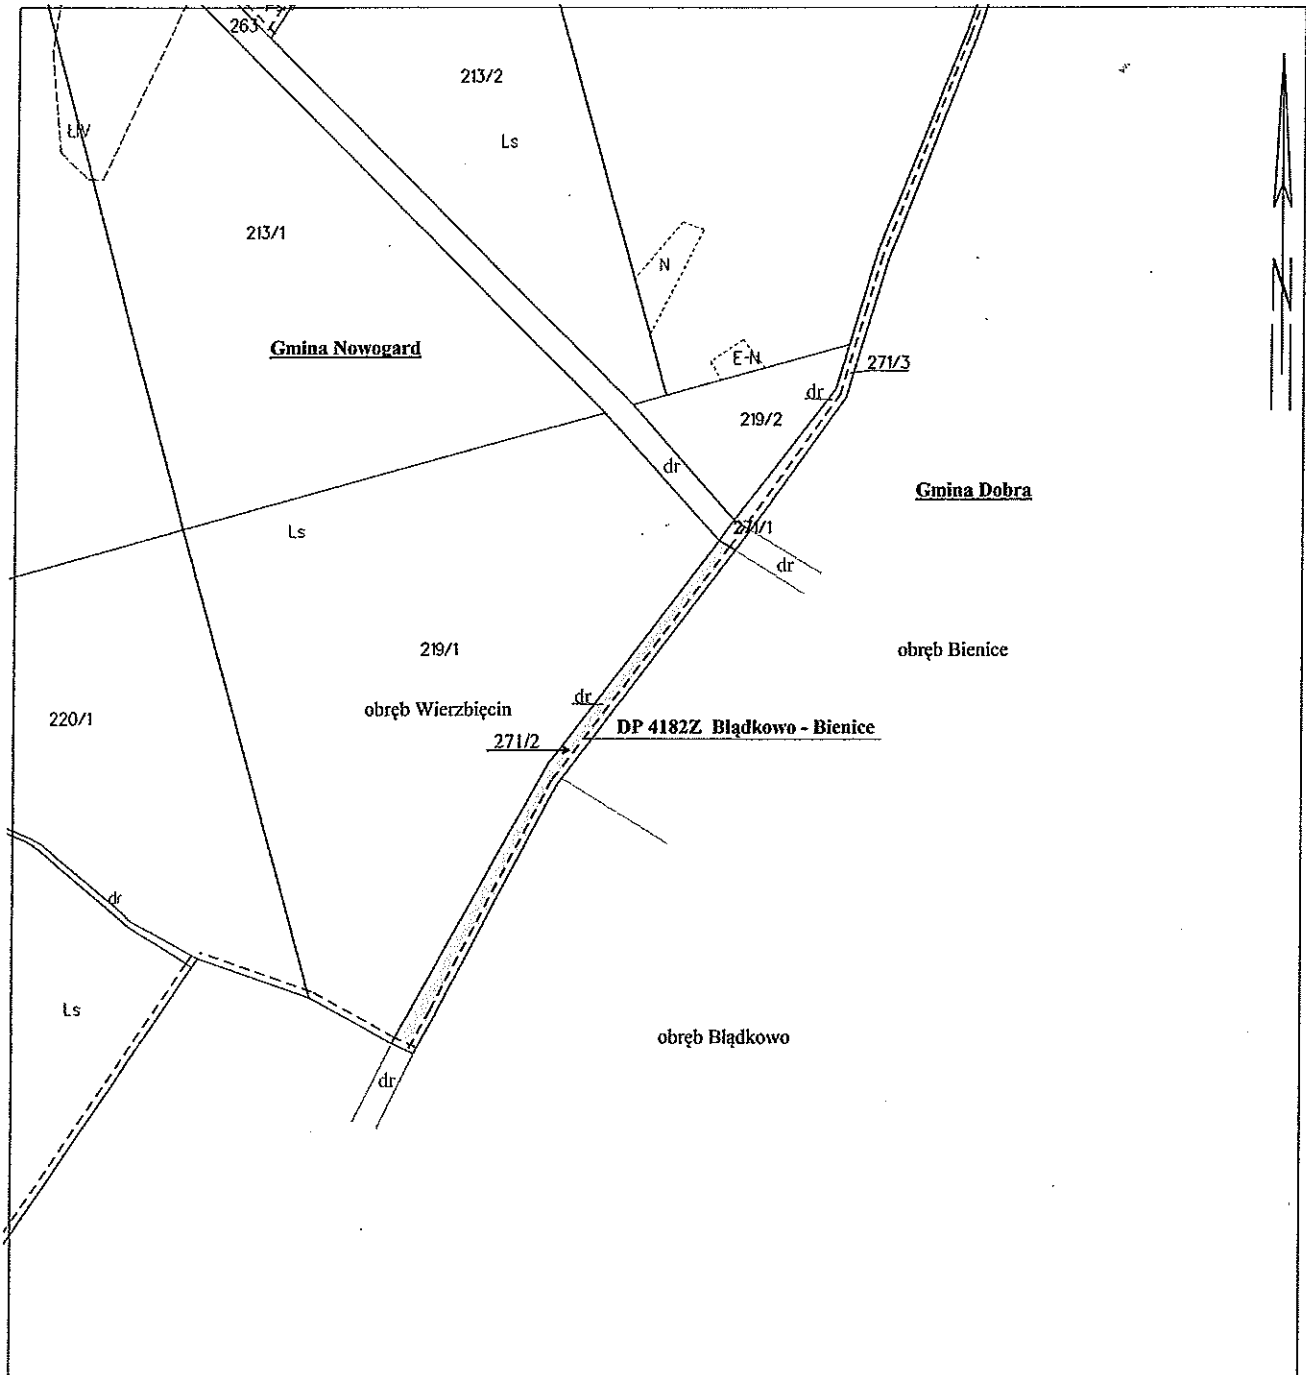 263
213/2
ŁIV
Ls
213/1
N
Gmina Nowogard
E-N
271/3
dr
219/2
dr
Gmina Dobra
271/1
Ls
dr
219/1
obręb Bienice
dr
220/1
obręb Wierzbięcin
DP 4182Z Błądkowo - Bienice
271/2
dr
Ls
obręb Błądkowo
dr
N